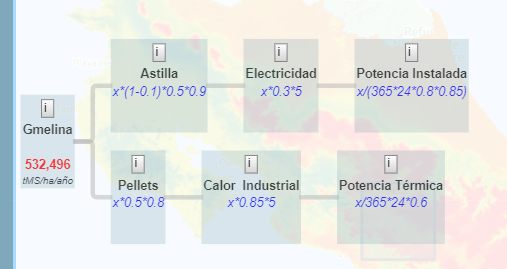 Gmelina
532,496
tMS/ha/año
Astilla
x*(1-0.1)*0.5*0.9
Electricidad
x*0.3*5
Potencia Instalada
x/(365*24*0.8*0.85)
Pellets
x*0.5*0.8
Calor Industrial
x*0.85*5
Potencia Térmica
x/365*24*0.6